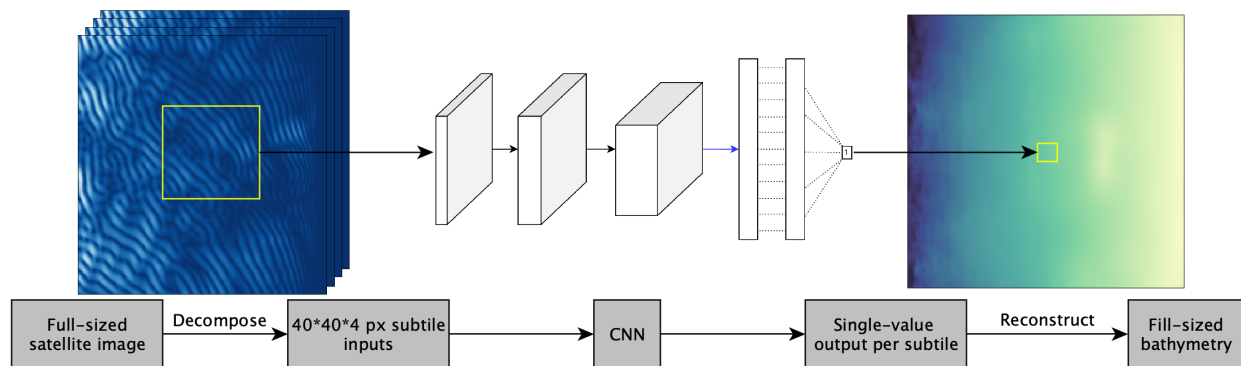 1
Full-sized
satellite image
Decompose
40*40*4 px subtile
inputs
CNN
Single-value
output per subtile
Reconstruct
Fill-sized
bathymetry